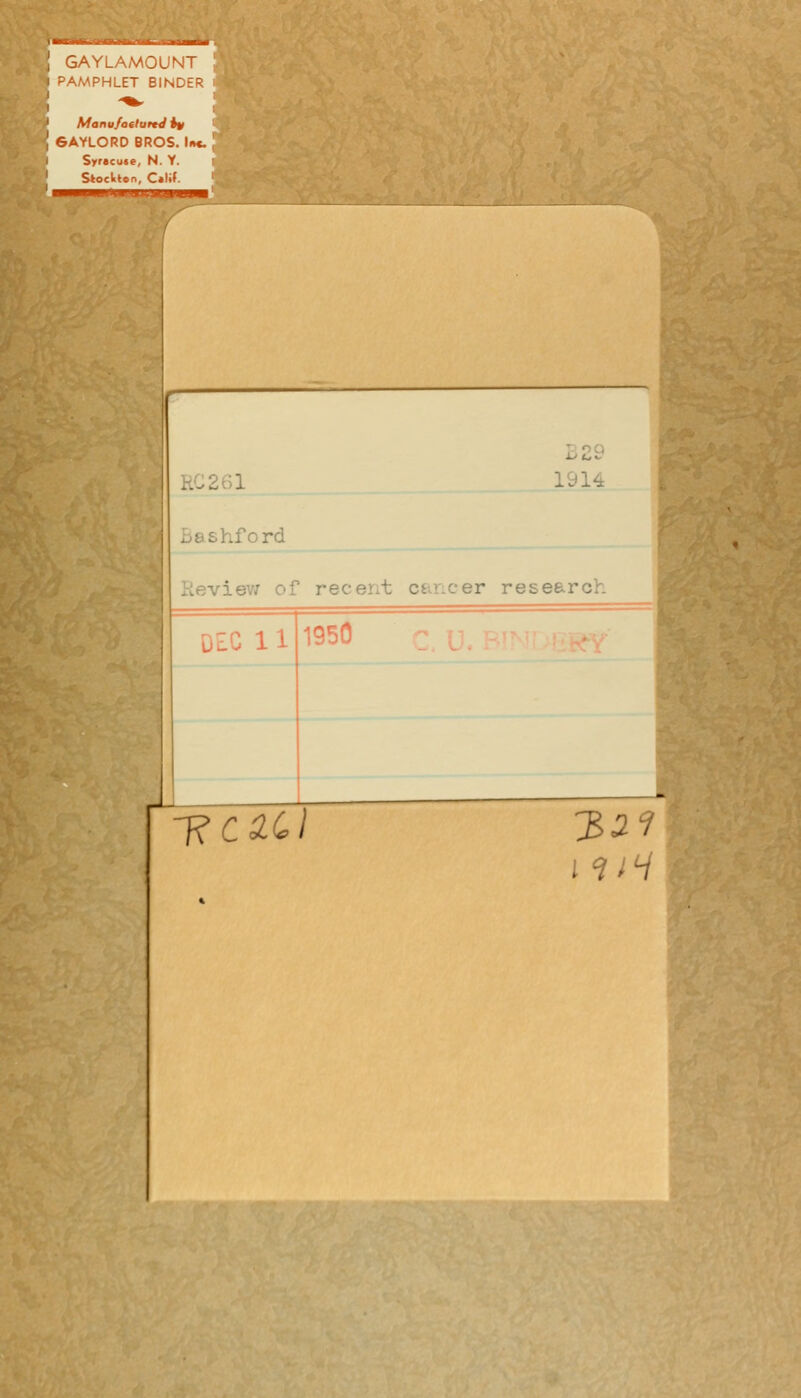 GAYLAMOUNT
PAMPHLET BINDER
Manufactured by
GAYLORD BROS. Inc.
Syracuse, N. Y.
Stockton, Calif.
B29
RC261 1914
Bashford
Review of recent cancer research
DEC 11 1950 C. U. BINDERY
RC261 B29
1914